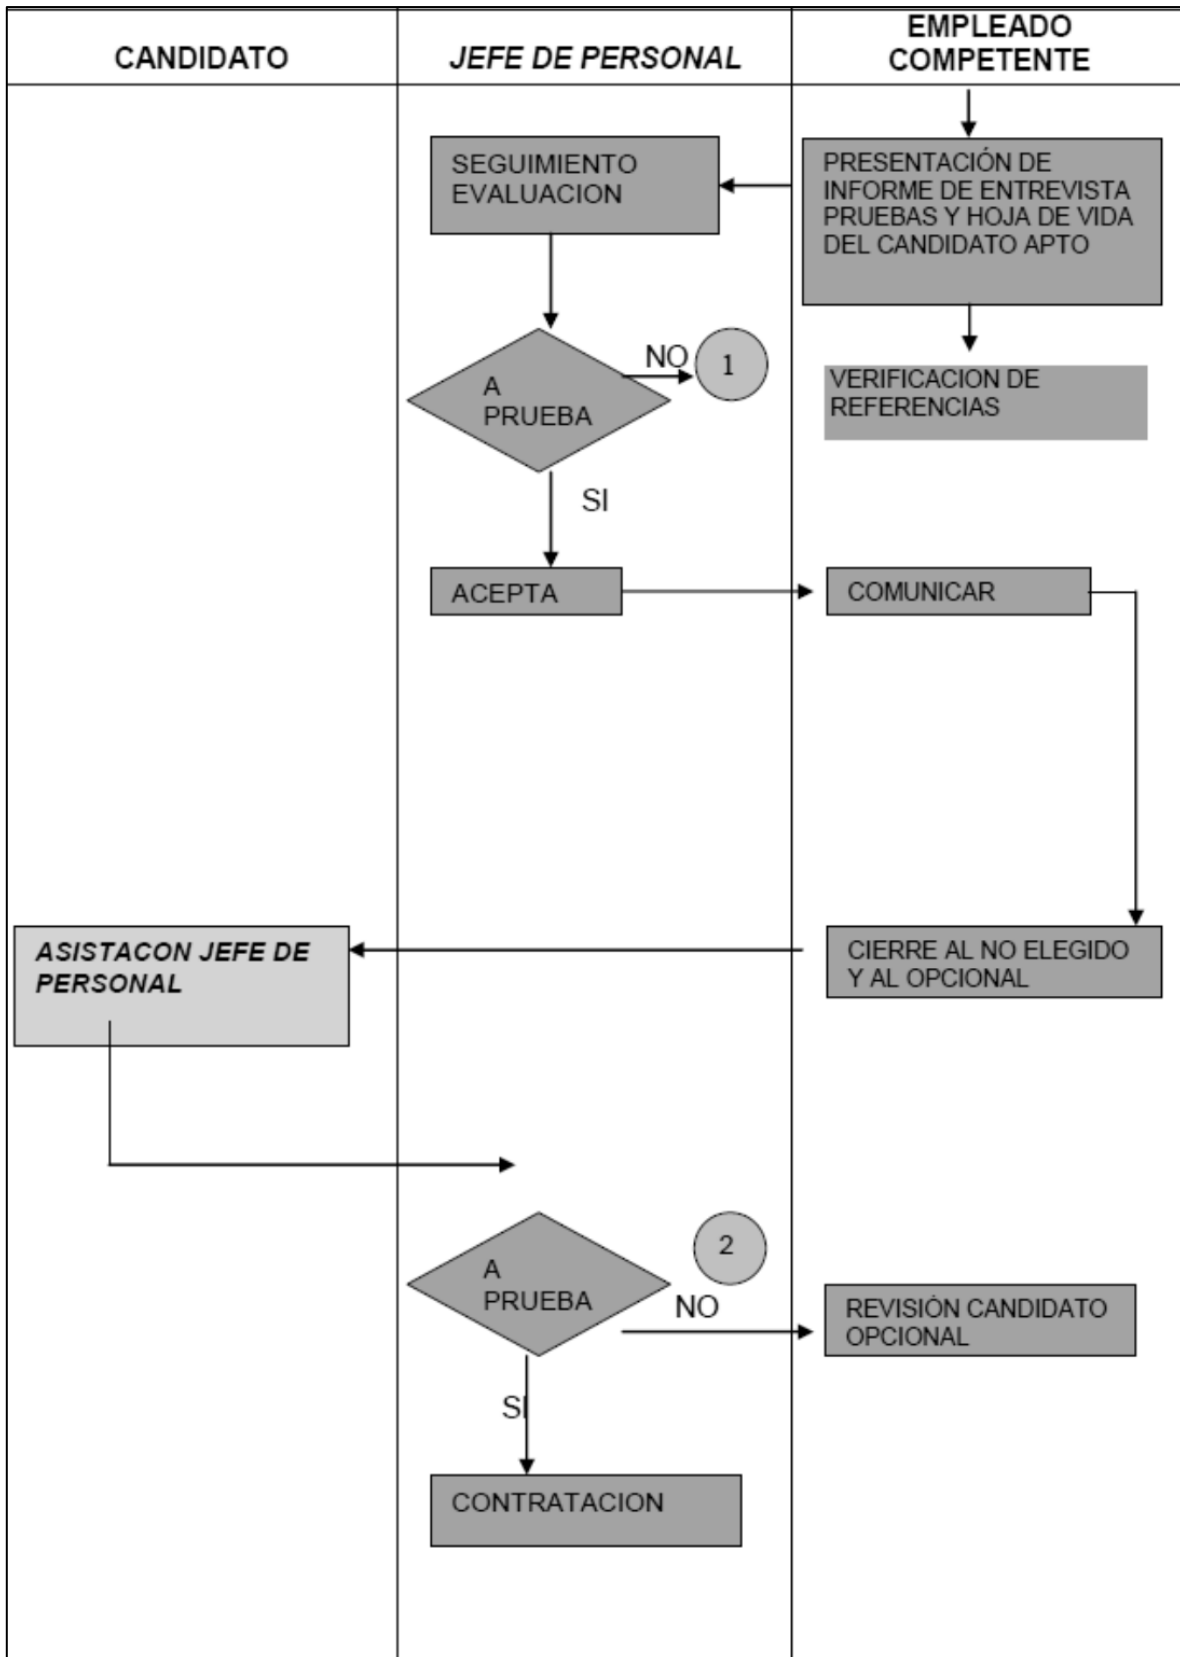 CANDIDATO
JEFE DE PERSONAL
EMPLEADO
COMPETENTE
SEGUIMIENTO
EVALUACION
PRESENTACIÓN DE
INFORME DE ENTREVISTA
PRUEBAS Y HOJA DE VIDA
DEL CANDIDATO APTO
NO
1
A
PRUEBA
VERIFICACION DE
REFERENCIAS
SI
ACEPTA
COMUNICAR
ASISTACON JEFE DE
PERSONAL
CIERRE AL NO ELEGIDO
Y AL OPCIONAL
2
A
PRUEBA
NO
REVISIÓN CANDIDATO
OPCIONAL
SI
CONTRATACION